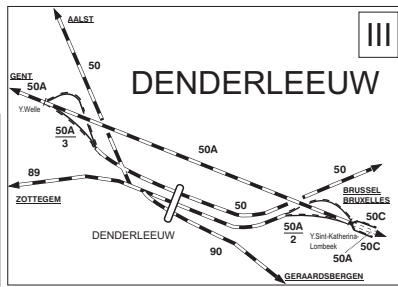 AALST
III
50
GENT
50A
DENDERLEEUW
Y.Welle
50A
3
50A
89
50
BRUSSEL
BRUXELLES
ZOTTEGEM
50
50A
2
50C
DENDERLEEUW
Y.Sint-Katherina-
Lombeek
50C
90
50A
GERAARDSBERGEN